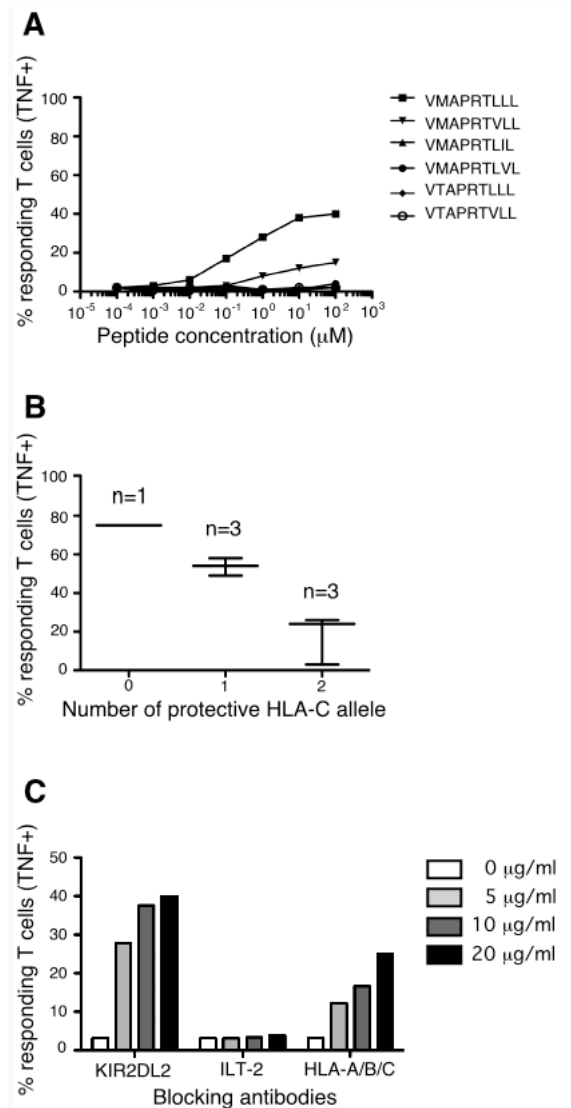 A
% responding T cells (TNF+)
100
80
60
40
20
0
10-5 10-4 10-3 10-2 10-1 100 101 102 103
Peptide concentration (µM)
VMAPRTLLL
VMAPRTVLL
VMAPRTLIL
VMAPRTLVL
VTAPRTLLL
VTAPRTVLL
B
% responding T cells (TNF+)
100
80
60
40
20
0
n=1
n=3
n=3
0 1 2
Number of protective HLA-C allele
C
% responding T cells (TNF+)
50
40
30
20
10
0
KIR2DL2 ILT-2 HLA-A/B/C
Blocking antibodies
0 µg/ml
5 µg/ml
10 µg/ml
20 µg/ml